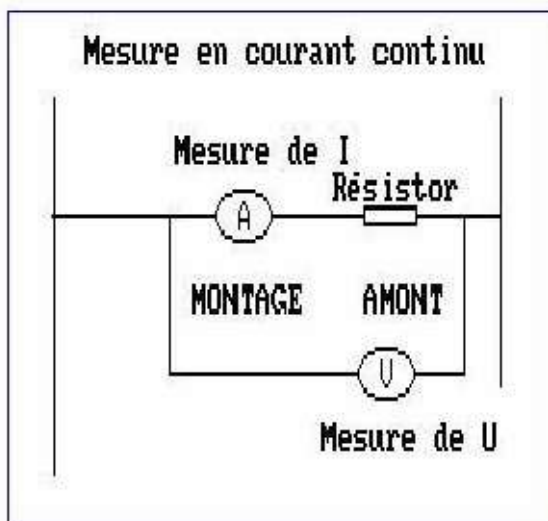 Mesure en courant continu
Mesure de I
Résistor
A
MONTAGE AMONT
V
Mesure de U